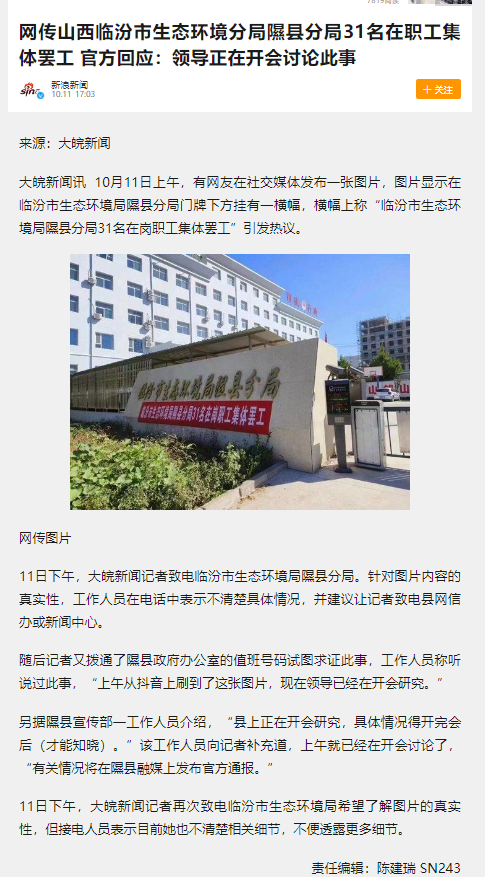 网传山西临汾市生态环境分局隰县分局31名在职工集
体罢工 官方回应：领导正在开会讨论此事
新浪新闻
10.11 17:03
＋ 关注
来源：大皖新闻
大皖新闻讯 10月11日上午，有网友在社交媒体发布一张图片，图片显示在
临汾市生态环境局隰县分局门牌下方挂有一横幅，横幅上称“临汾市生态环
境局隰县分局31名在岗职工集体罢工”引发热议。
临汾市生态环境局隰县分局
临汾市生态环境局隰县分局31名在岗职工集体罢工
网传图片
11日下午，大皖新闻记者致电临汾市生态环境局隰县分局。针对图片内容的
真实性，工作人员在电话中表示不清楚具体情况，并建议让记者致电县网信
办或新闻中心。
随后记者又拨通了隰县政府办公室的值班号码试图求证此事，工作人员称听
说过此事，“上午从抖音上刷到了这张图片，现在领导已经在开会研究。”
另据隰县宣传部一工作人员介绍，“县上正在开会研究，具体情况得开完会
后（才能知晓）。”该工作人员向记者补充道，上午就已经在开会讨论了，
“有关情况将在隰县融媒上发布官方通报。”
11日下午，大皖新闻记者再次致电临汾市生态环境局希望了解图片的真实
性，但接电人员表示目前她也不清楚相关细节，不便透露更多细节。
责任编辑：陈建瑞 SN243